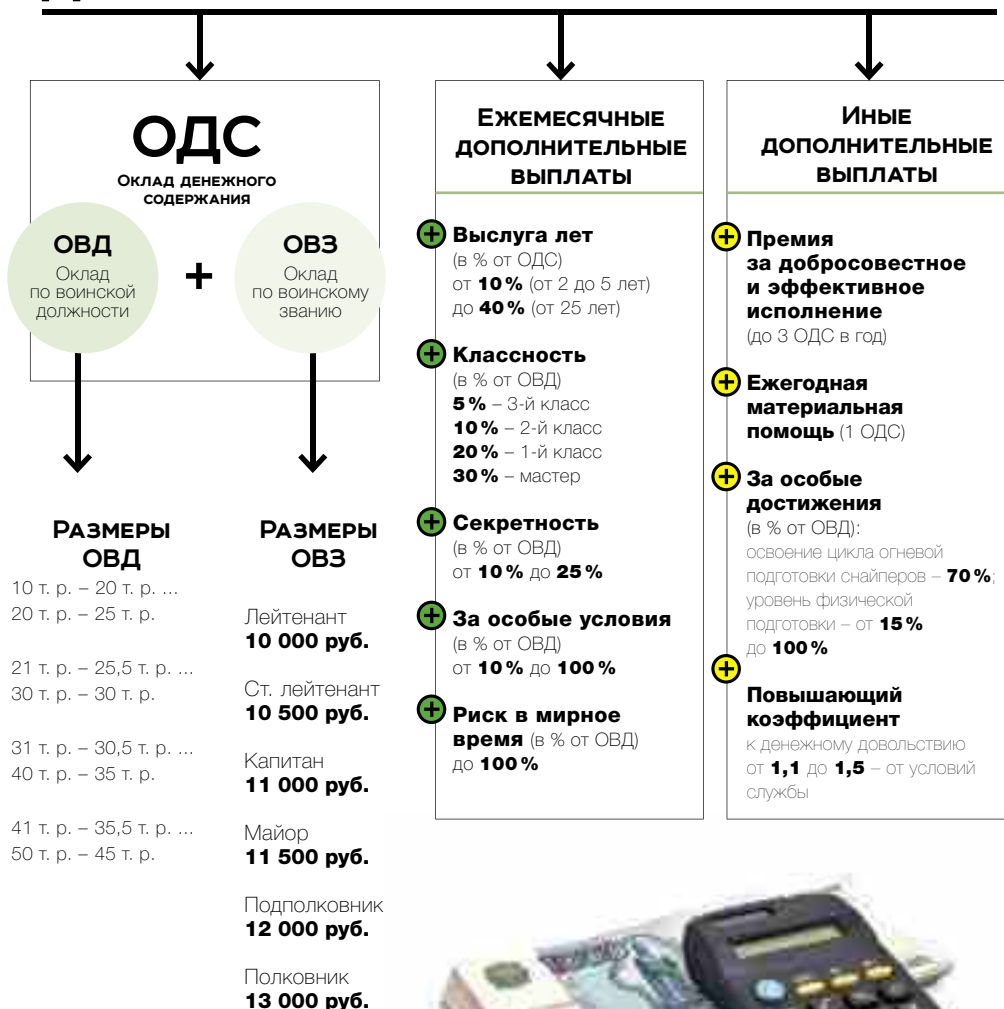 ОДС
Оклад денежного
содержания
ОВД
Оклад
по воинской
должности
+
ОВЗ
Оклад
по воинскому
званию
Размеры
ОВД
10 т. р. – 20 т. р. ...
20 т. р. – 25 т. р.
21 т. р. – 25,5 т. р. ...
30 т. р. – 30 т. р.
31 т. р. – 30,5 т. р. ...
40 т. р. – 35 т. р.
41 т. р. – 35,5 т. р. ...
50 т. р. – 45 т. р.
Размеры
ОВЗ
Лейтенант
10 000 руб.
Ст. лейтенант
10 500 руб.
Капитан
11 000 руб.
Майор
11 500 руб.
Подполковник
12 000 руб.
Полковник
13 000 руб.
Ежемесячные
дополнительные
выплаты
Выслуга лет
(в % от ОДС)
от 10 % (от 2 до 5 лет)
до 40 % (от 25 лет)
Классность
(в % от ОВД)
5 % – 3-й класс
10 % – 2-й класс
20 % – 1-й класс
30 % – мастер
Секретность
(в % от ОВД)
от 10 % до 25 %
За особые условия
(в % от ОВД)
от 10 % до 100 %
Риск в мирное
время (в % от ОВД)
до 100 %
Иные
дополнительные
выплаты
Премия
за добросовестное
и эффективное
исполнение
(до 3 ОДС в год)
Ежегодная
материальная
помощь (1 ОДС)
За особые
достижения
(в % от ОВД):
освоение цикла огневой
подготовки снайперов – 70 %;
уровень физической
подготовки – от 15 %
до 100 %
Повышающий
коэффициент
к денежному довольствию
от 1,1 до 1,5 – от условий
службы